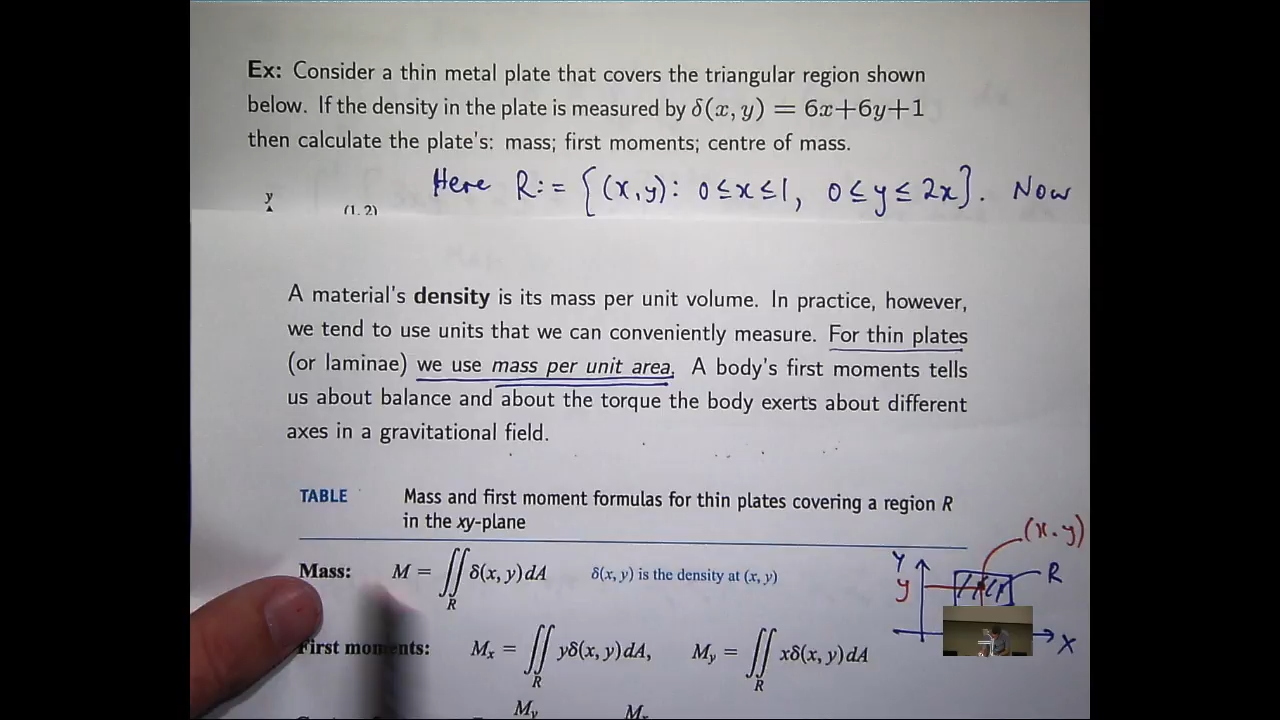 Ex: Consider a thin metal plate that covers the triangular region shown
below. If the density in the plate is measured by δ(x, y) = 6x+6y+1
then calculate the plate's: mass; first moments; centre of mass.
Here R:= {(x,y): 0≤x≤1, 0≤y≤2x}. Now
y
(1, 2)
A material's density is its mass per unit volume. In practice, however,
we tend to use units that we can conveniently measure. For thin plates
(or laminae) we use mass per unit area. A body's first moments tells
us about balance and about the torque the body exerts about different
axes in a gravitational field.
TABLE Mass and first moment formulas for thin plates covering a region R
in the xy-plane
(x,y)
Mass: M = ∬_R δ(x, y) dA δ(x, y) is the density at (x, y)
Y
y
R
X
First moments: M_x = ∬_R yδ(x, y) dA, M_y = ∬_R xδ(x, y) dA
M_y